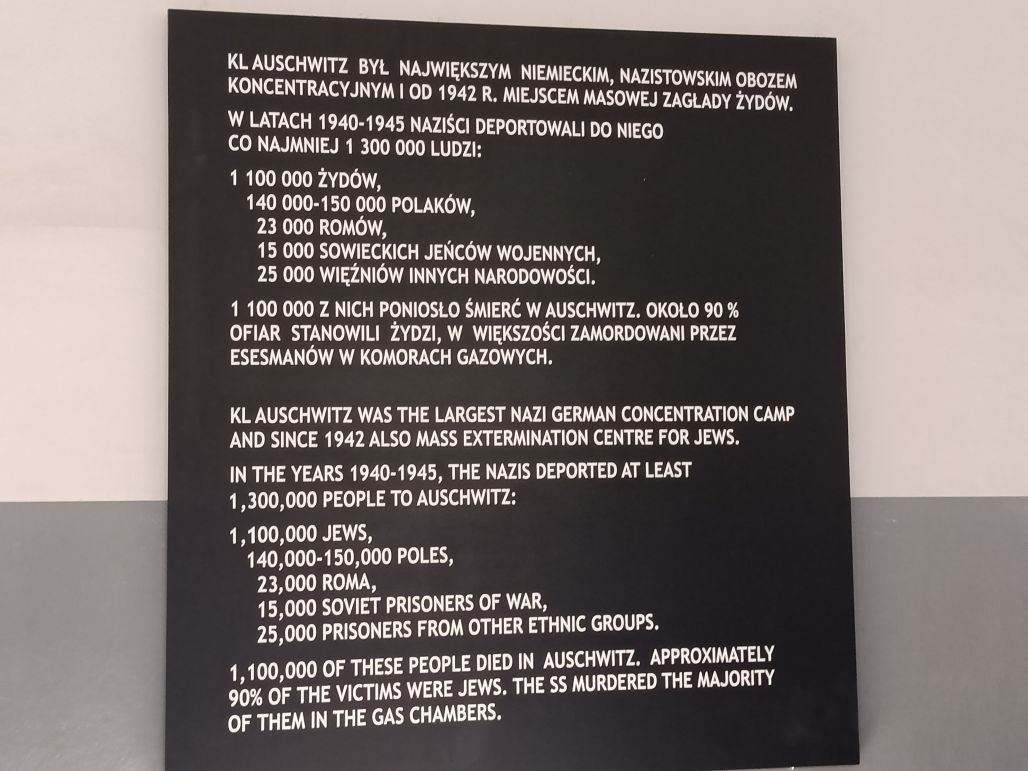 KL AUSCHWITZ BYŁ NAJWIĘKSZYM NIEMIECKIM, NAZISTOWSKIM OBOZEM
KONCENTRACYJNYM I OD 1942 R. MIEJSCEM MASOWEJ ZAGŁADY ŻYDÓW.
W LATACH 1940-1945 NAZIŚCI DEPORTOWALI DO NIEGO
CO NAJMNIEJ 1 300 000 LUDZI:
1 100 000 ŻYDÓW,
140 000-150 000 POLAKÓW,
23 000 ROMÓW,
15 000 SOWIECKICH JEŃCÓW WOJENNYCH,
25 000 WIĘŹNIÓW INNYCH NARODOWOŚCI.
1 100 000 Z NICH PONIOSŁO ŚMIERĆ W AUSCHWITZ. OKOŁO 90 %
OFIAR STANOWILI ŻYDZI, W WIĘKSZOŚCI ZAMORDOWANI PRZEZ
ESESMANÓW W KOMORACH GAZOWYCH.
KL AUSCHWITZ WAS THE LARGEST NAZI GERMAN CONCENTRATION CAMP
AND SINCE 1942 ALSO MASS EXTERMINATION CENTRE FOR JEWS.
IN THE YEARS 1940-1945, THE NAZIS DEPORTED AT LEAST
1,300,000 PEOPLE TO AUSCHWITZ:
1,100,000 JEWS,
140,000-150,000 POLES,
23,000 ROMA,
15,000 SOVIET PRISONERS OF WAR,
25,000 PRISONERS FROM OTHER ETHNIC GROUPS.
1,100,000 OF THESE PEOPLE DIED IN AUSCHWITZ. APPROXIMATELY
90% OF THE VICTIMS WERE JEWS. THE SS MURDERED THE MAJORITY
OF THEM IN THE GAS CHAMBERS.